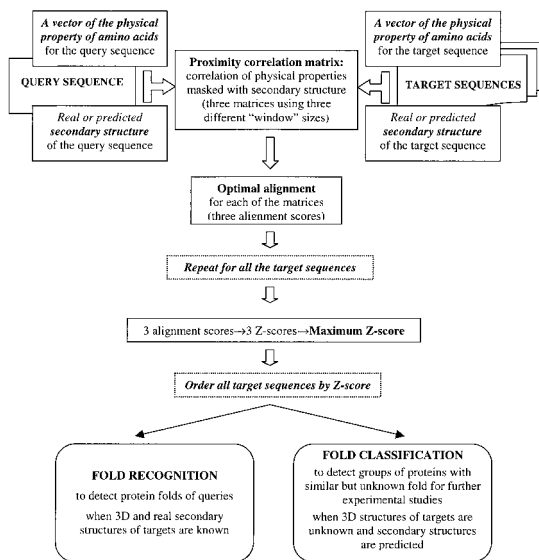 A vector of the physical
property of amino acids
for the query sequence
QUERY SEQUENCE
Real or predicted
secondary structure
of the query sequence
Proximity correlation matrix:
correlation of physical properties
masked with secondary structure
(three matrices using three
different "window" sizes)
A vector of the physical
property of amino acids
for the target sequence
TARGET SEQUENCES
Real or predicted
secondary structure
of the target sequence
Optimal alignment
for each of the matrices
(three alignment scores)
Repeat for all the target sequences
3 alignment scores→3 Z-scores→Maximum Z-score
Order all target sequences by Z-score
FOLD RECOGNITION
to detect protein folds of queries
when 3D and real secondary
structures of targets are known
FOLD CLASSIFICATION
to detect groups of proteins with
similar but unknown fold for further
experimental studies
when 3D structures of targets are
unknown and secondary structures
are predicted